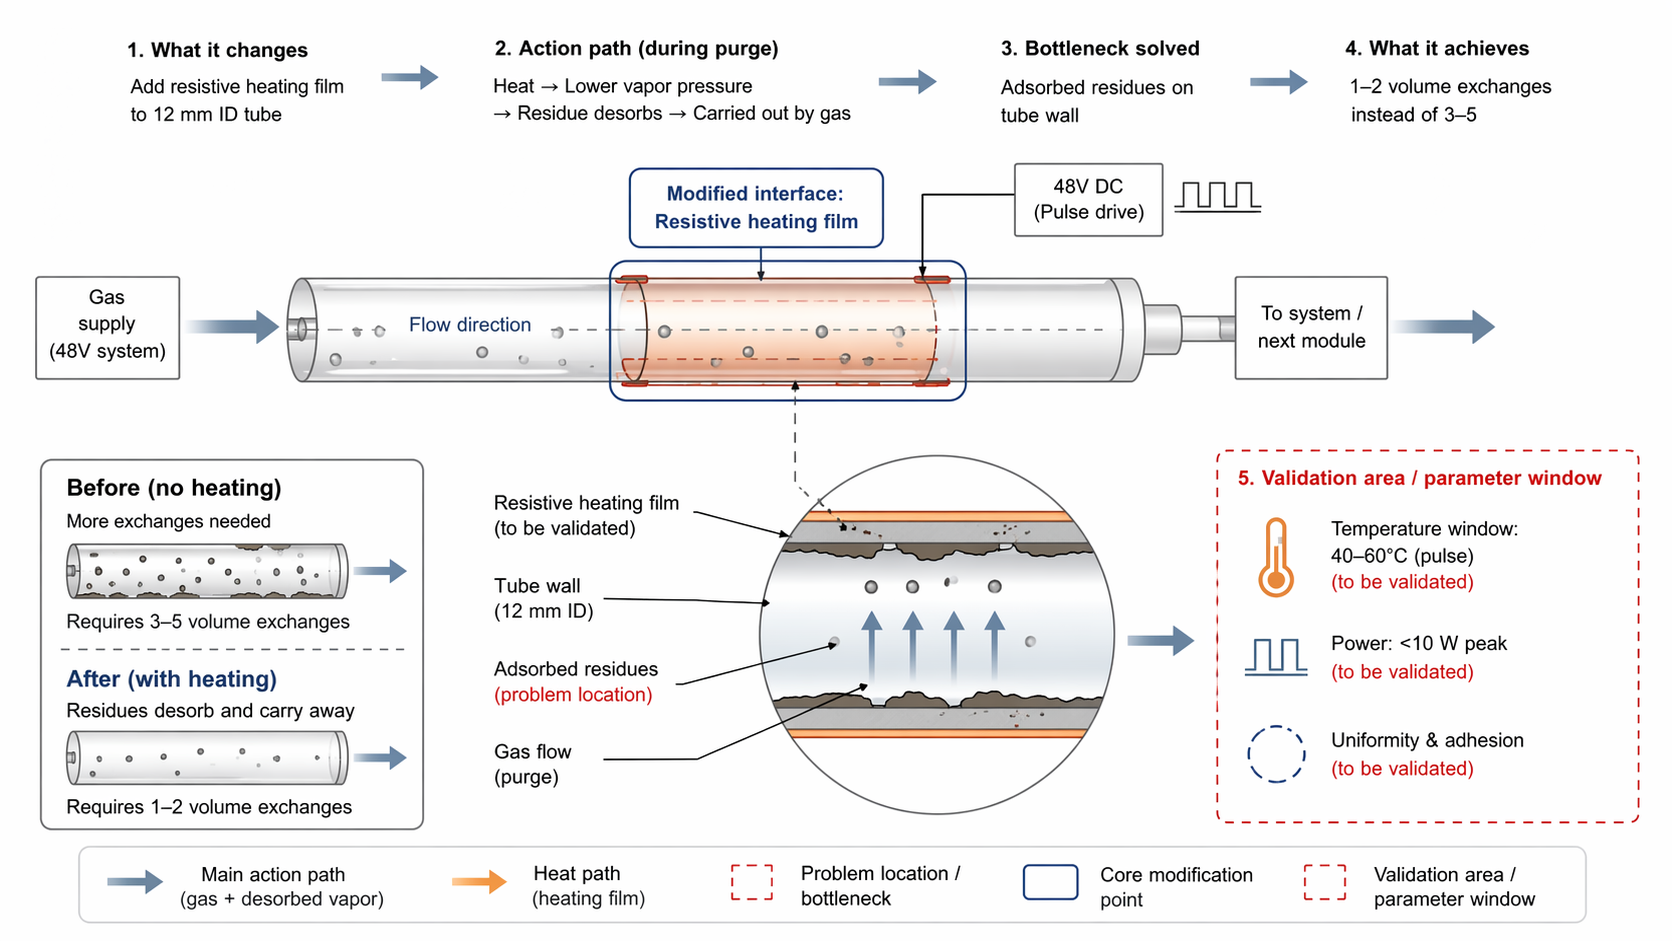 1. What it changes
Add resistive heating film
to 12 mm ID tube
2. Action path (during purge)
Heat → Lower vapor pressure
→ Residue desorbs → Carried out by gas
3. Bottleneck solved
Adsorbed residues on
tube wall
4. What it achieves
1–2 volume exchanges
instead of 3–5
Modified interface:
Resistive heating film
48V DC
(Pulse drive)
Gas
supply
(48V system)
Flow direction
To system /
next module
Before (no heating)
More exchanges needed
Requires 3–5 volume exchanges
After (with heating)
Residues desorb and carry away
Requires 1–2 volume exchanges
Resistive heating film
(to be validated)
Tube wall
(12 mm ID)
Adsorbed residues
(problem location)
Gas flow
(purge)
5. Validation area / parameter window
Temperature window:
40–60°C (pulse)
(to be validated)
Power: <10 W peak
(to be validated)
Uniformity & adhesion
(to be validated)
Main action path
(gas + desorbed vapor)
Heat path
(heating film)
Problem location /
bottleneck
Core modification
point
Validation area /
parameter window